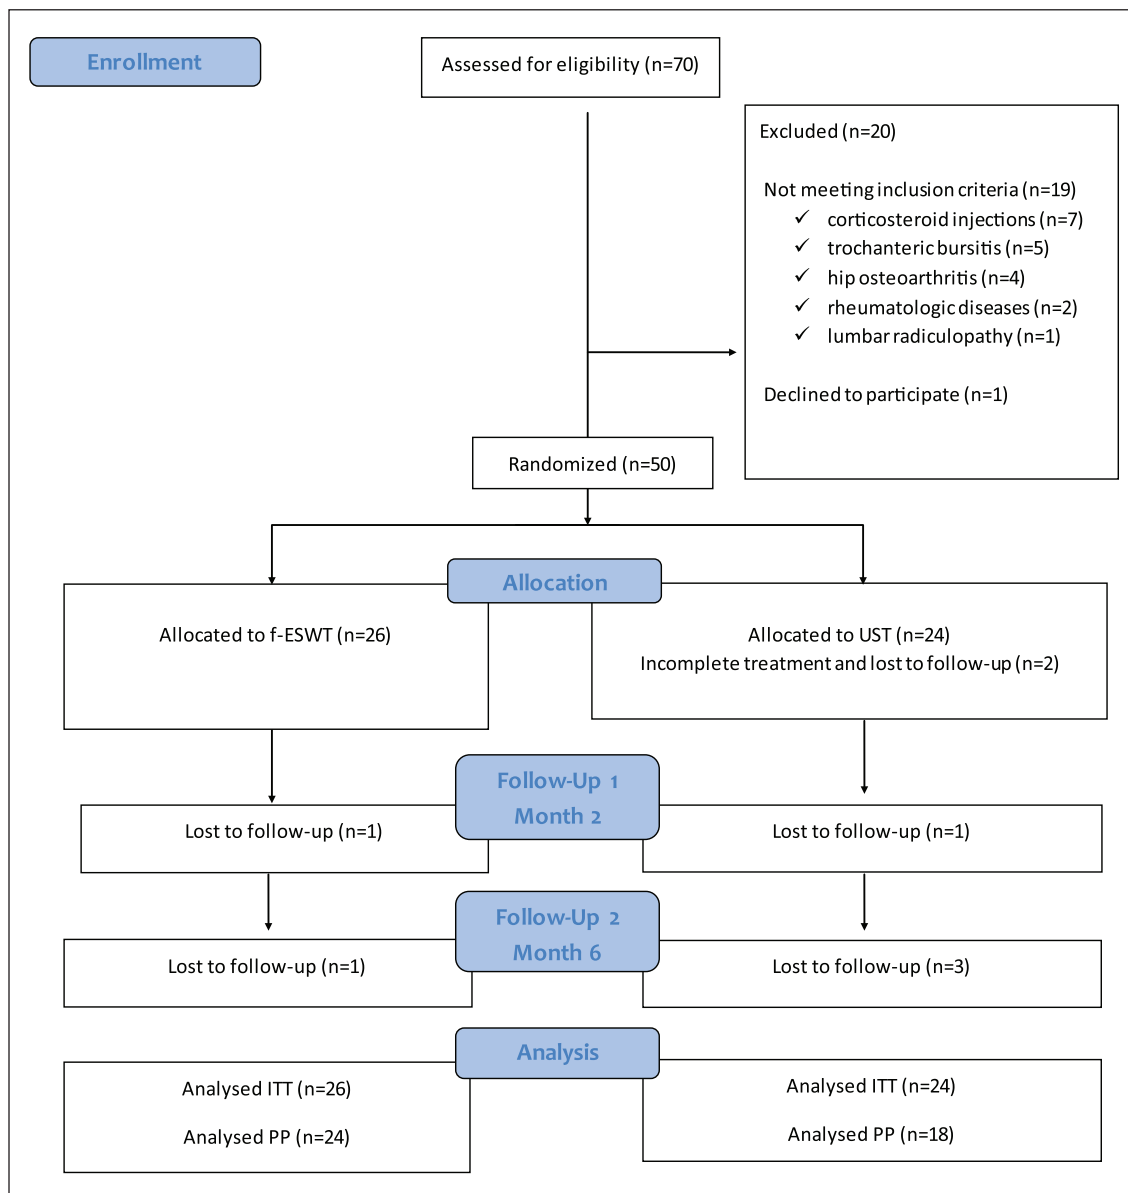 Enrollment
Assessed for eligibility (n=70)
Excluded (n=20)
Not meeting inclusion criteria (n=19)
✓ corticosteroid injections (n=7)
✓ trochanteric bursitis (n=5)
✓ hip osteoarthritis (n=4)
✓ rheumatologic diseases (n=2)
✓ lumbar radiculopathy (n=1)
Declined to participate (n=1)
Randomized (n=50)
Allocation
Allocated to f-ESWT (n=26)
Allocated to UST (n=24)
Incomplete treatment and lost to follow-up (n=2)
Follow-Up 1
Month 2
Lost to follow-up (n=1)
Lost to follow-up (n=1)
Follow-Up 2
Month 6
Lost to follow-up (n=1)
Lost to follow-up (n=3)
Analysis
Analysed ITT (n=26)
Analysed PP (n=24)
Analysed ITT (n=24)
Analysed PP (n=18)